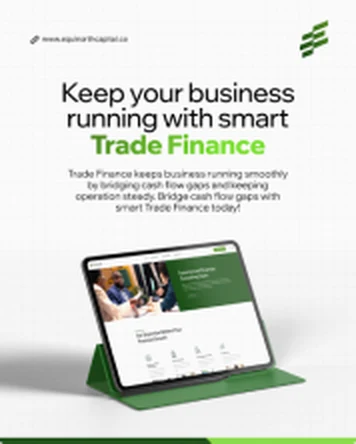 www.equinorthcapital.co
Keep your business
running with smart
Trade Finance
Trade Finance keeps business running smoothly
by bridging cash flow gaps and keeping
operation steady. Bridge cash flow gaps with
smart Trade Finance today!